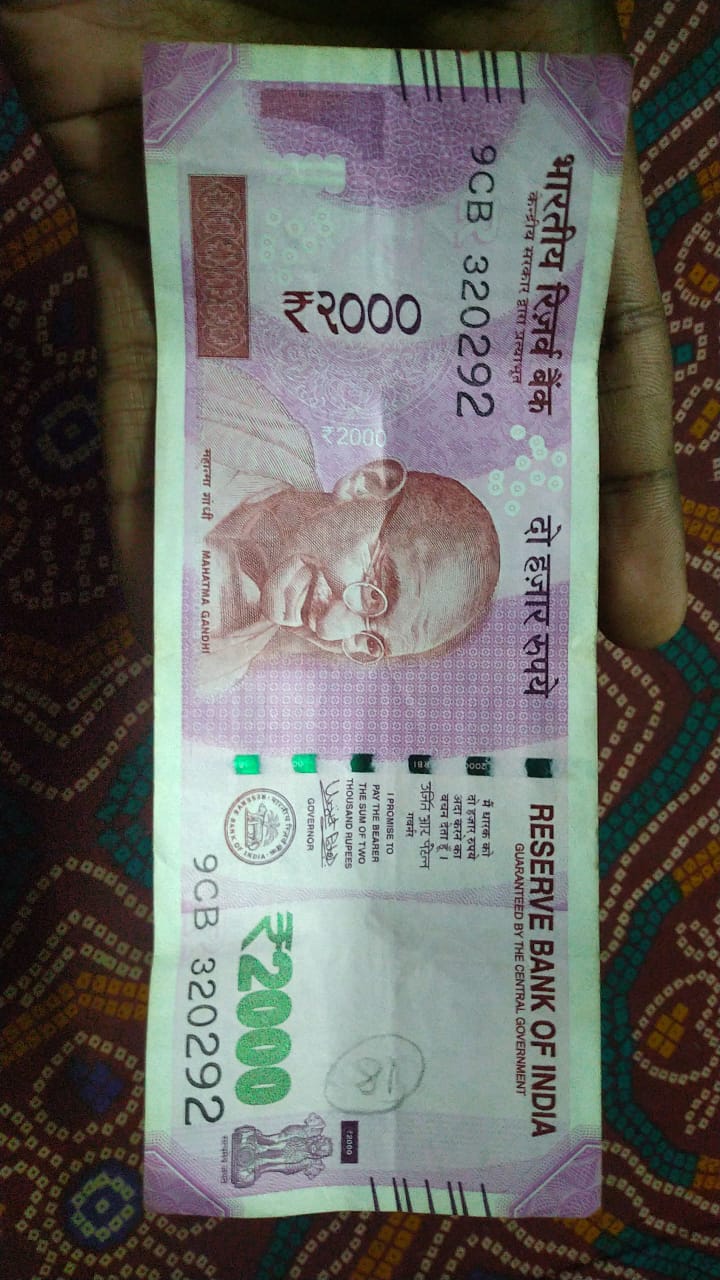 भारतीय रिज़र्व बैंक
केन्द्रीय सरकार द्वारा प्रत्याभूत
दो हज़ार रुपये
RESERVE BANK OF INDIA
GUARANTEED BY THE CENTRAL GOVERNMENT
9CB 320292
₹२०००
₹2000
महात्मा गांधी
MAHATMA GANDHI
RBI
मैं धारक को
दो हज़ार रुपये
अदा करने का
वचन देता हूँ ।
गवर्नर
I PROMISE TO
PAY THE BEARER
THE SUM OF TWO
THOUSAND RUPEES
GOVERNOR
₹2000
9CB 320292
₹2000